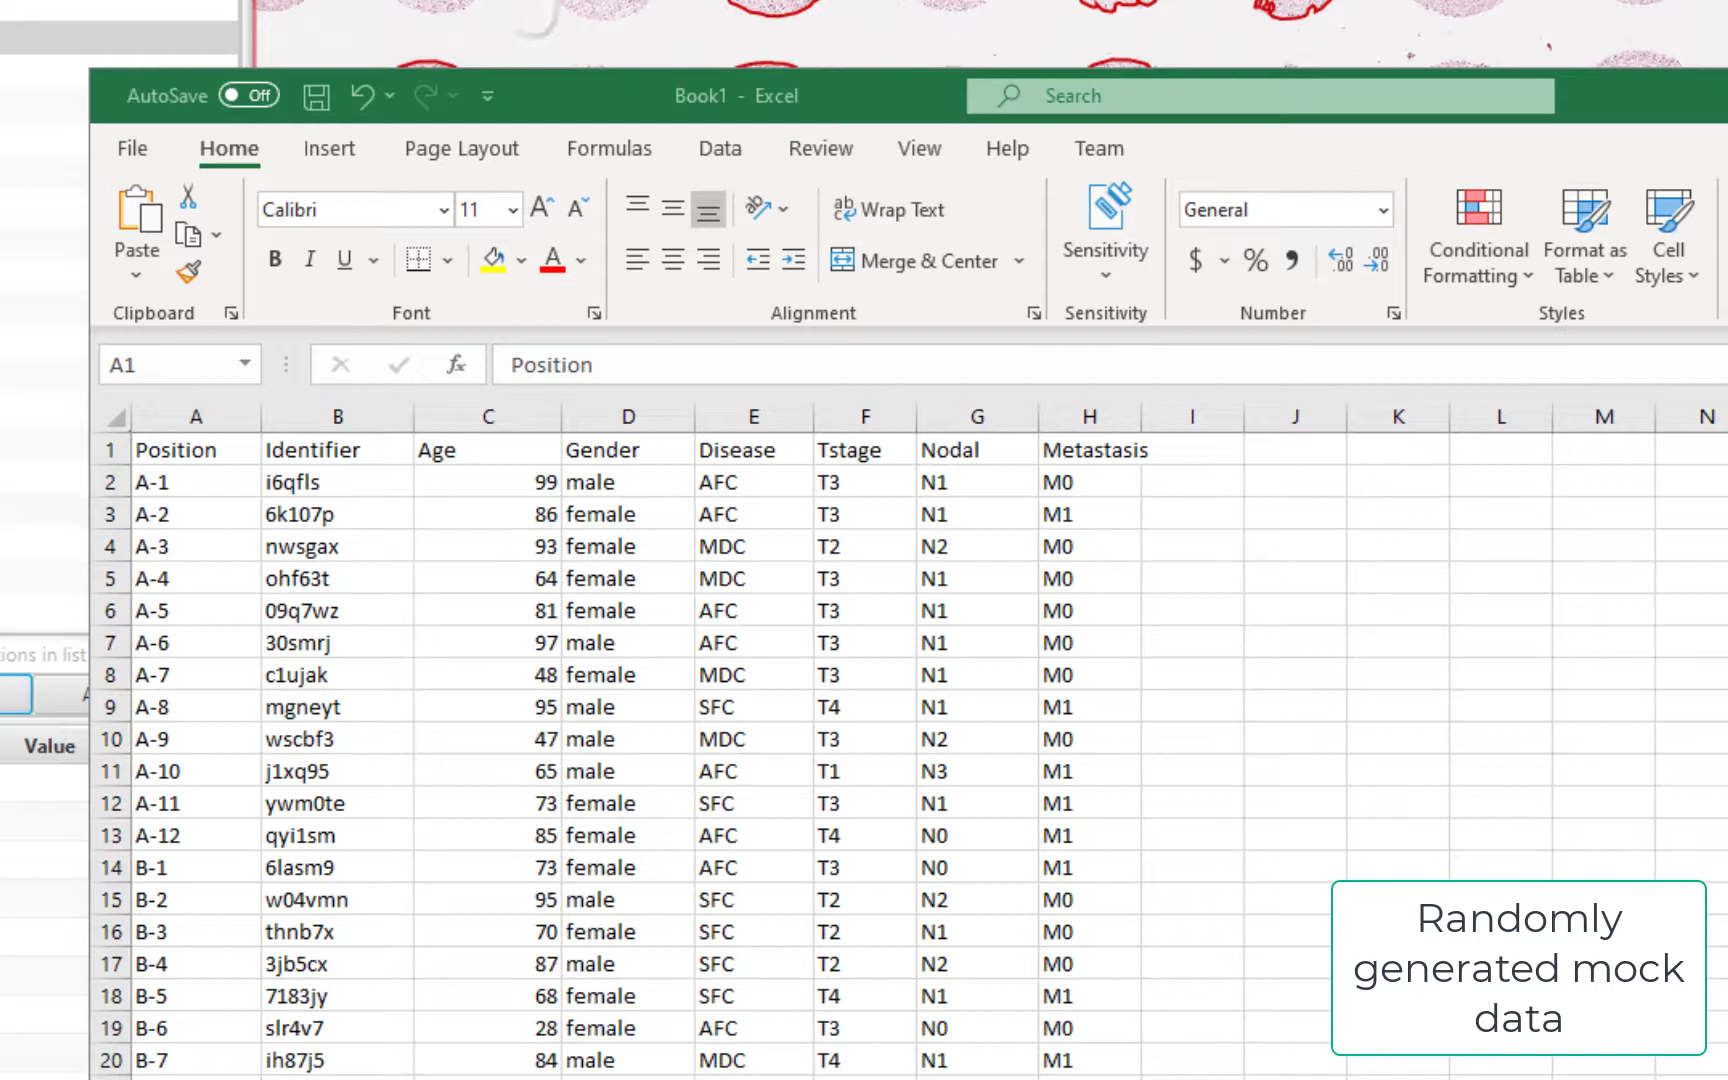 AutoSave Off Book1 - Excel Search
File Home Insert Page Layout Formulas Data Review View Help Team
Calibri 11 A A ab Wrap Text General
Paste B I U A Merge & Center Sensitivity $ % .00 .00 Conditional Formatting Format as Table Cell Styles
Clipboard Font Alignment Sensitivity Number Styles
A1 fx Position
A B C D E F G H I J K L M N
1 Position Identifier Age Gender Disease Tstage Nodal Metastasis
2 A-1 i6qfls 99 male AFC T3 N1 M0
3 A-2 6k107p 86 female AFC T3 N1 M1
4 A-3 nwsgax 93 female MDC T2 N2 M0
5 A-4 ohf63t 64 female MDC T3 N1 M0
6 A-5 09q7wz 81 female AFC T3 N1 M0
7 A-6 30smrj 97 male AFC T3 N1 M0
ions in list
8 A-7 c1ujak 48 female MDC T3 N1 M0
9 A-8 mgneyt 95 male SFC T4 N1 M1
Value
10 A-9 wscbf3 47 male MDC T3 N2 M0
11 A-10 j1xq95 65 male AFC T1 N3 M1
12 A-11 ywm0te 73 female SFC T3 N1 M1
13 A-12 qyi1sm 85 female AFC T4 N0 M1
14 B-1 6lasm9 73 female AFC T3 N0 M1
15 B-2 w04vmn 95 male SFC T2 N2 M0
16 B-3 thnb7x 70 female SFC T2 N1 M0
17 B-4 3jb5cx 87 male SFC T2 N2 M0
18 B-5 7183jy 68 female SFC T4 N1 M1
19 B-6 slr4v7 28 female AFC T3 N0 M0
20 B-7 ih87j5 84 male MDC T4 N1 M1
Randomly
generated mock
data